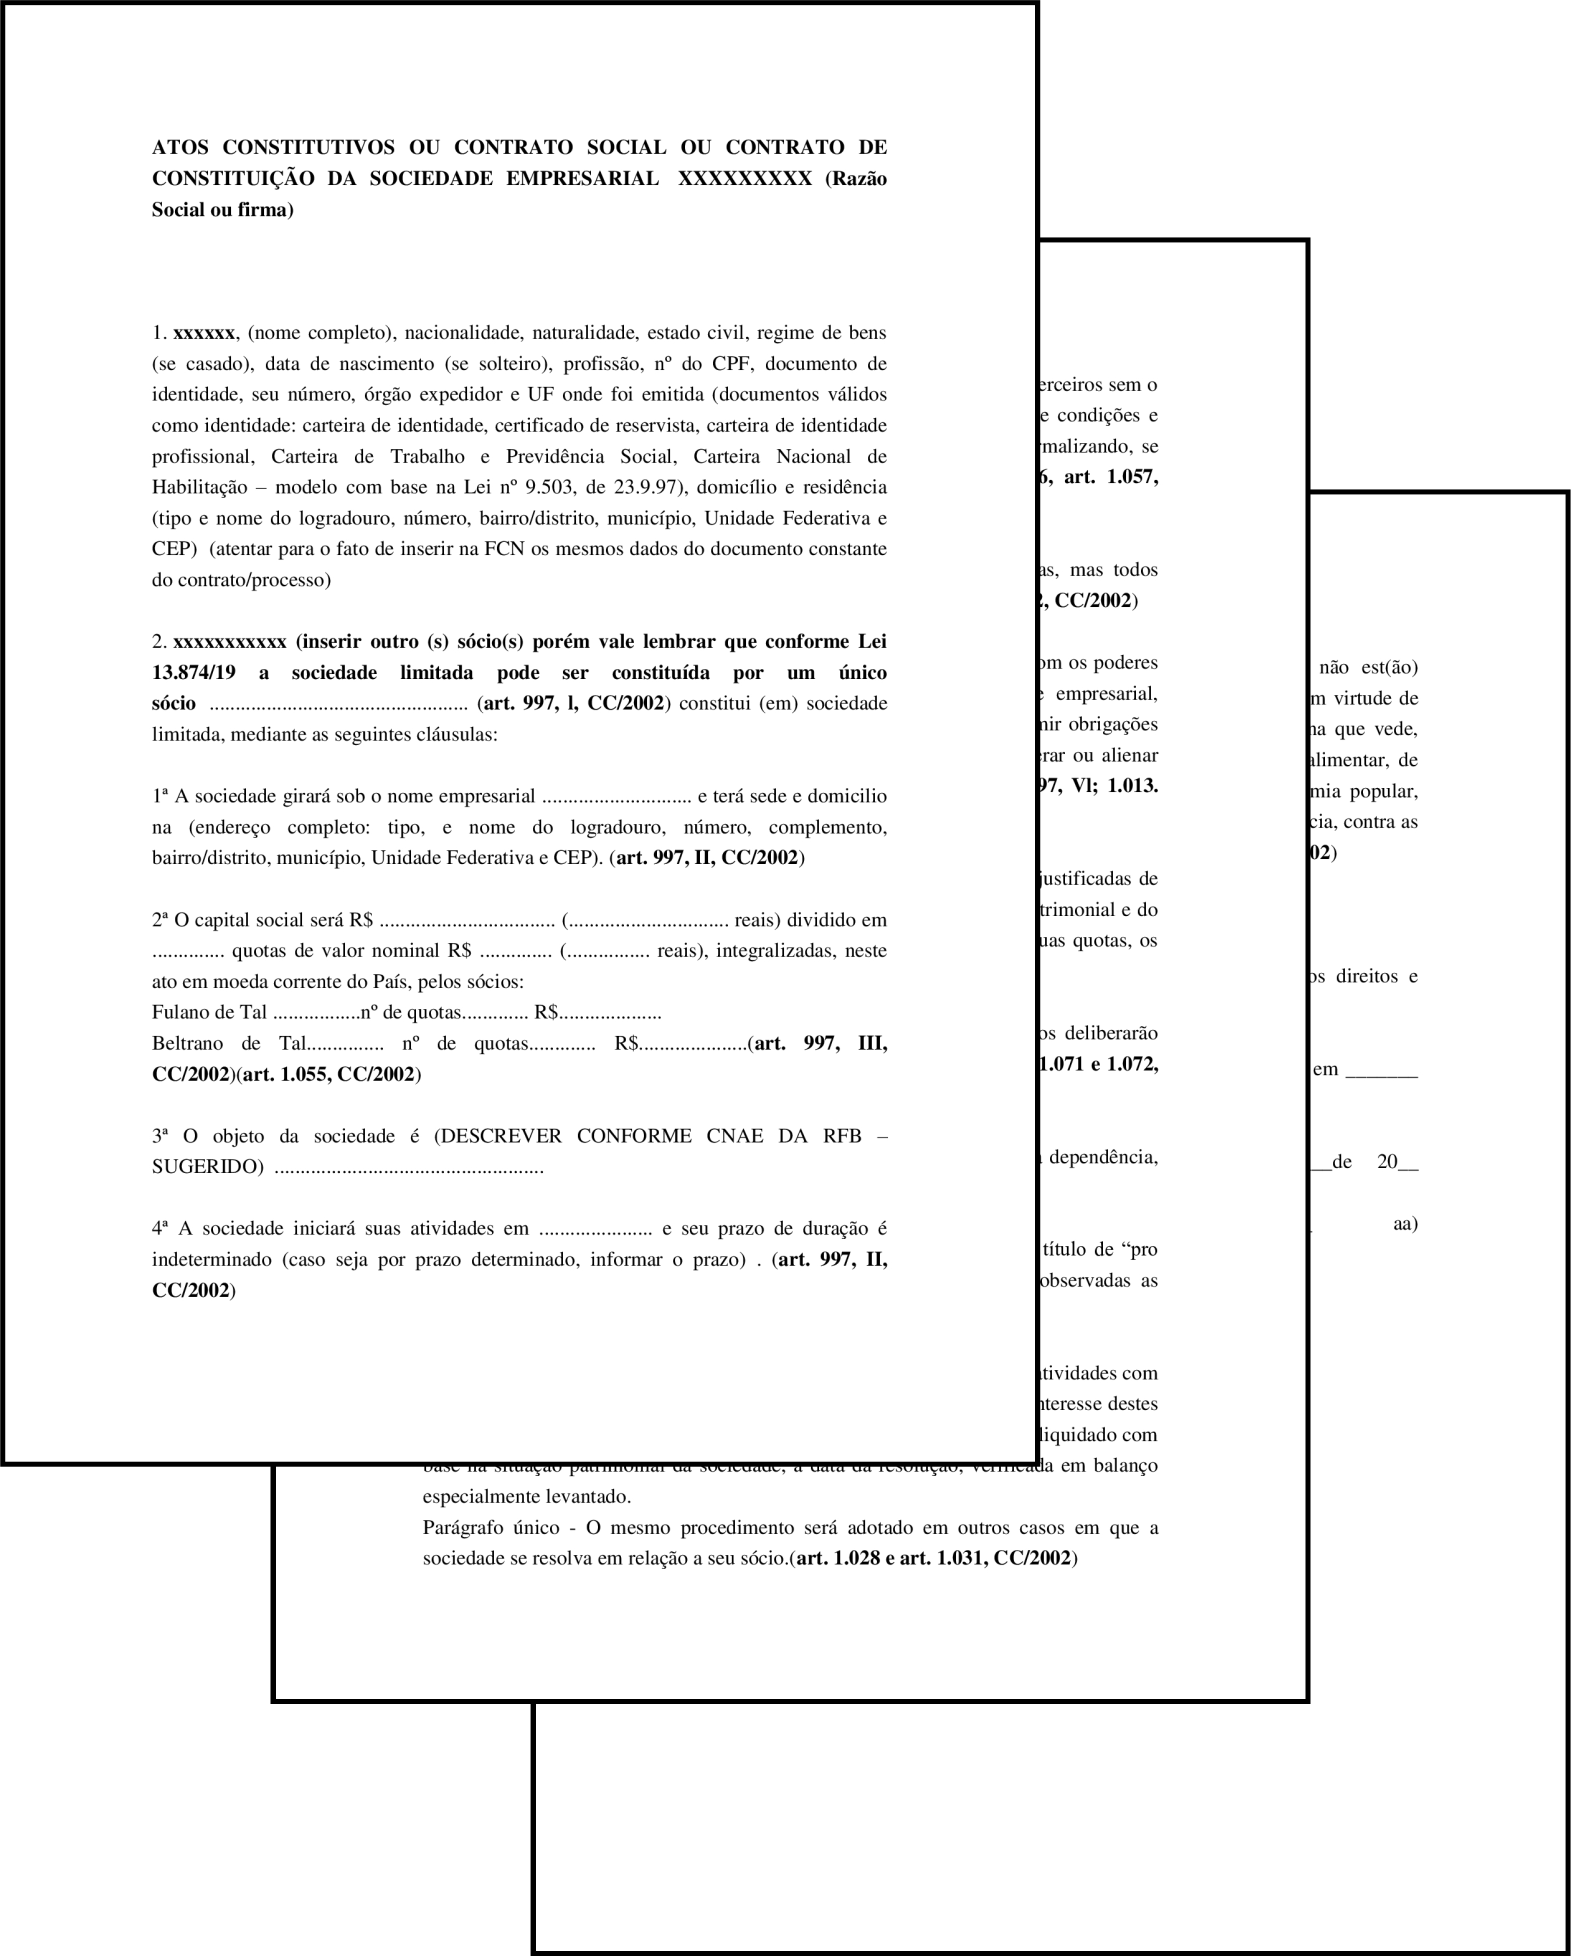 ATOS CONSTITUTIVOS OU CONTRATO SOCIAL OU CONTRATO DE
CONSTITUIÇÃO DA SOCIEDADE EMPRESARIAL XXXXXXXXX (Razão
Social ou firma)
1. xxxxxx, (nome completo), nacionalidade, naturalidade, estado civil, regime de bens
(se casado), data de nascimento (se solteiro), profissão, nº do CPF, documento de
identidade, seu número, órgão expedidor e UF onde foi emitida (documentos válidos
como identidade: carteira de identidade, certificado de reservista, carteira de identidade
profissional, Carteira de Trabalho e Previdência Social, Carteira Nacional de
Habilitação – modelo com base na Lei nº 9.503, de 23.9.97), domicílio e residência
(tipo e nome do logradouro, número, bairro/distrito, município, Unidade Federativa e
CEP) (atentar para o fato de inserir na FCN os mesmos dados do documento constante
do contrato/processo)
2. xxxxxxxxxxx (inserir outro (s) sócio(s) porém vale lembrar que conforme Lei
13.874/19 a sociedade limitada pode ser constituída por um único
sócio .................................................. (art. 997, l, CC/2002) constitui (em) sociedade
limitada, mediante as seguintes cláusulas:
1ª A sociedade girará sob o nome empresarial ............................. e terá sede e domicilio
na (endereço completo: tipo, e nome do logradouro, número, complemento,
bairro/distrito, município, Unidade Federativa e CEP). (art. 997, II, CC/2002)
2ª O capital social será R$ .................................. (............................... reais) dividido em
.............. quotas de valor nominal R$ .............. (................ reais), integralizadas, neste
ato em moeda corrente do País, pelos sócios:
Fulano de Tal .................nº de quotas............. R$....................
Beltrano de Tal............... nº de quotas............. R$.....................(art. 997, III,
CC/2002)(art. 1.055, CC/2002)
3ª O objeto da sociedade é (DESCREVER CONFORME CNAE DA RFB –
SUGERIDO) ....................................................
4ª A sociedade iniciará suas atividades em ...................... e seu prazo de duração é
indeterminado (caso seja por prazo determinado, informar o prazo) . (art. 997, II,
CC/2002)
sem o
e condições e
se
6, art. 1.057,
mas todos
CC/2002)
os poderes
empresarial,
obrigações
ou alienar
Vl; 1.013.
justificadas de
e do
quotas, os
deliberarão
1.071 e 1.072,
dependência,
título de “pro
observadas as
com
destes
liquidado com
base na situação patrimonial da sociedade, à data da resolução, verificada em balanço
especialmente levantado.
Parágrafo único - O mesmo procedimento será adotado em outros casos em que a
sociedade se resolva em relação a seu sócio.(art. 1.028 e art. 1.031, CC/2002)
não est(ão)
virtude de
que vede,
alimentar, de
popular,
contra as
02)
direitos e
em _______
__de 20__
aa)